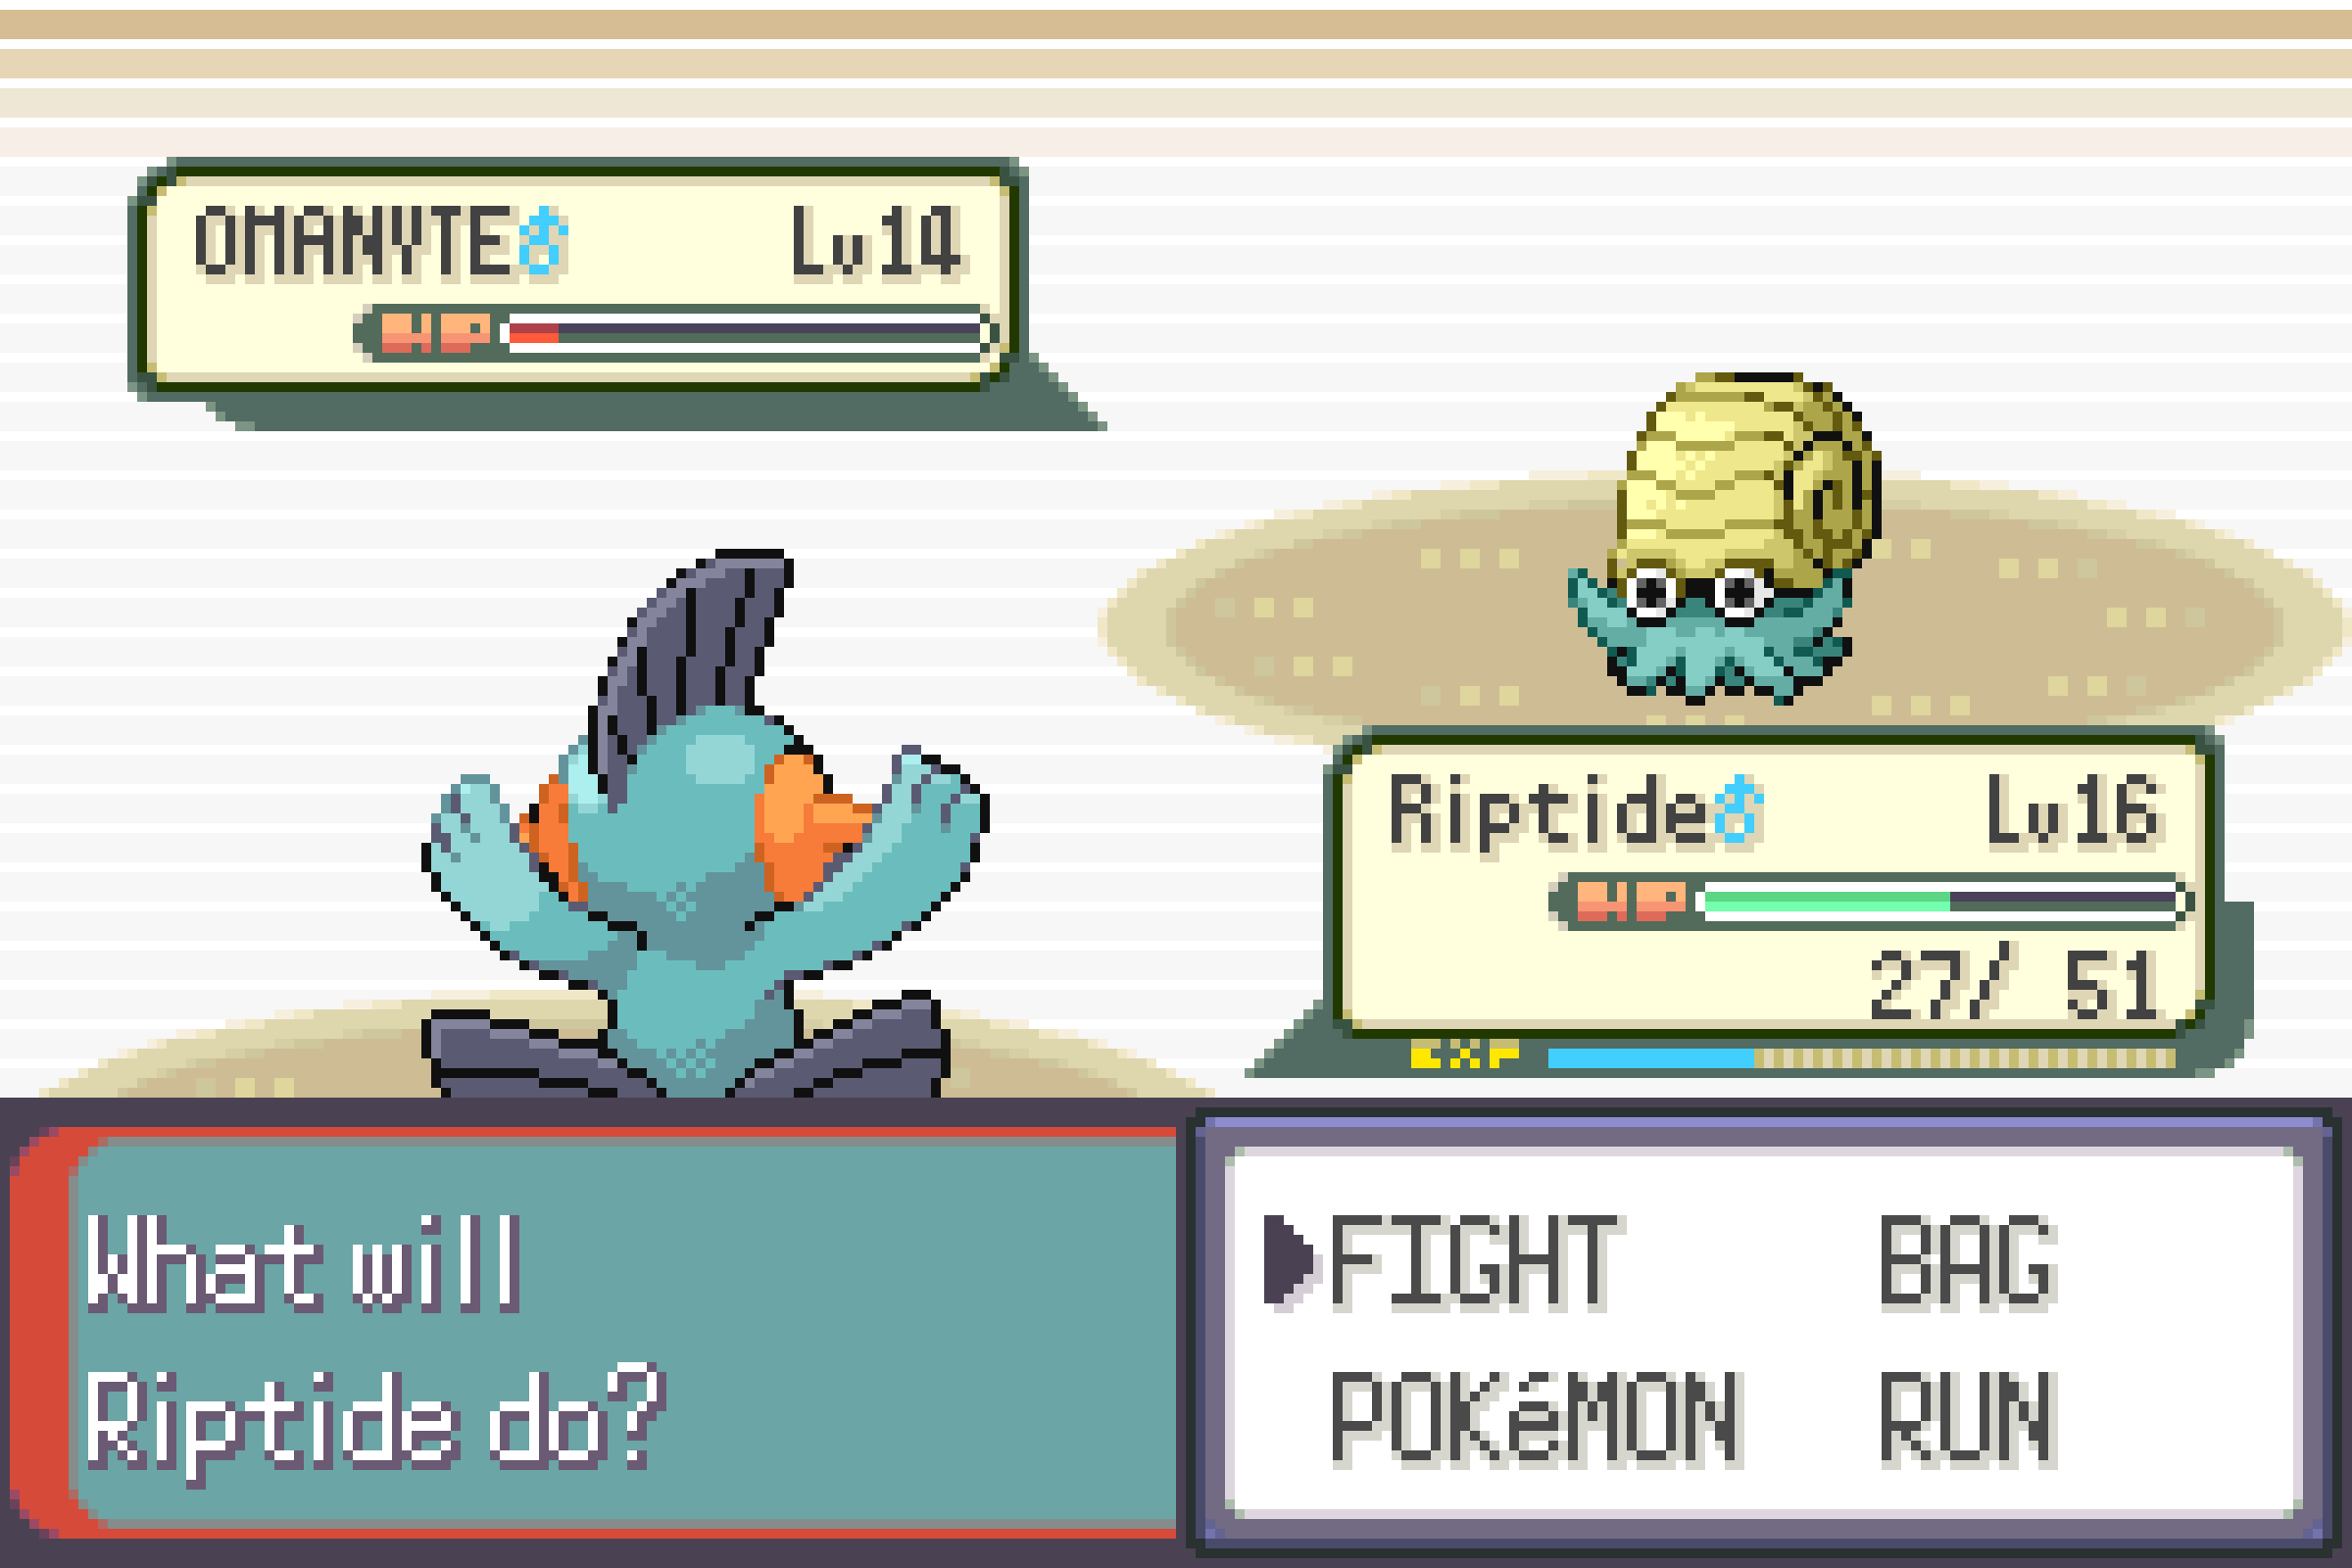 OMANYTE♂ Lv14
HP
Riptide♂ Lv16
HP
27/ 51
EXP
What will
Riptide do?
FIGHT BAG
POKéMON RUN